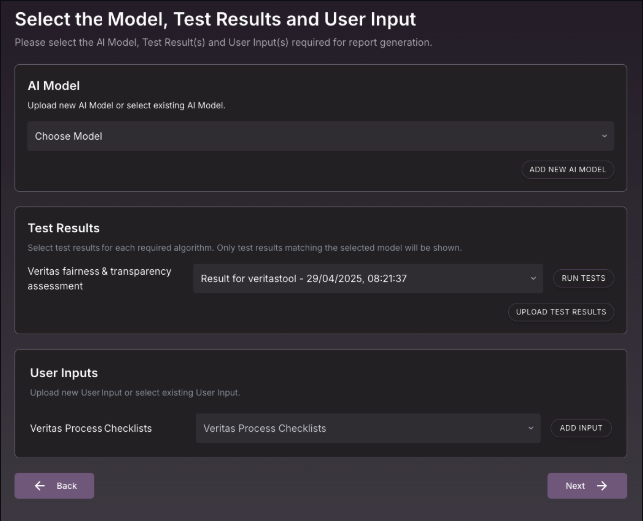 Select the Model, Test Results and User Input
Please select the AI Model, Test Result(s) and User Input(s) required for report generation.
AI Model
Upload new AI Model or select existing AI Model.
Choose Model
ADD NEW AI MODEL
Test Results
Select test results for each required algorithm. Only test results matching the selected model will be shown.
Veritas fairness & transparency
assessment
Result for veritastool - 29/04/2025, 08:21:37
RUN TESTS
UPLOAD TEST RESULTS
User Inputs
Upload new User Input or select existing User Input.
Veritas Process Checklists
Veritas Process Checklists
ADD INPUT
Back
Next